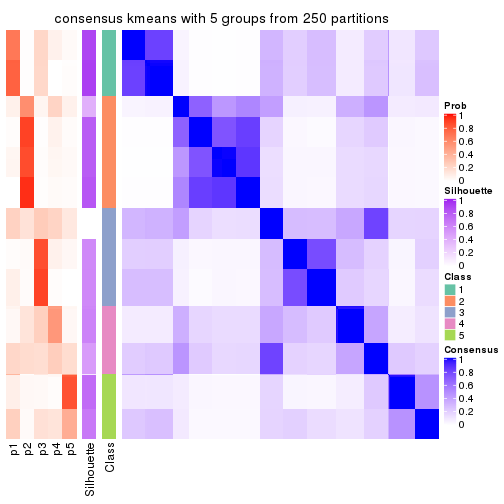 consensus kmeans with 5 groups from 250 partitions
Prob
1
0.8
0.6
0.4
0.2
0
Silhouette
1
0.8
0.6
0.4
0.2
0
Class
1
2
3
4
5
Consensus
1
0.8
0.6
0.4
0.2
0
p1
p2
p3
p4
p5
Silhouette
Class